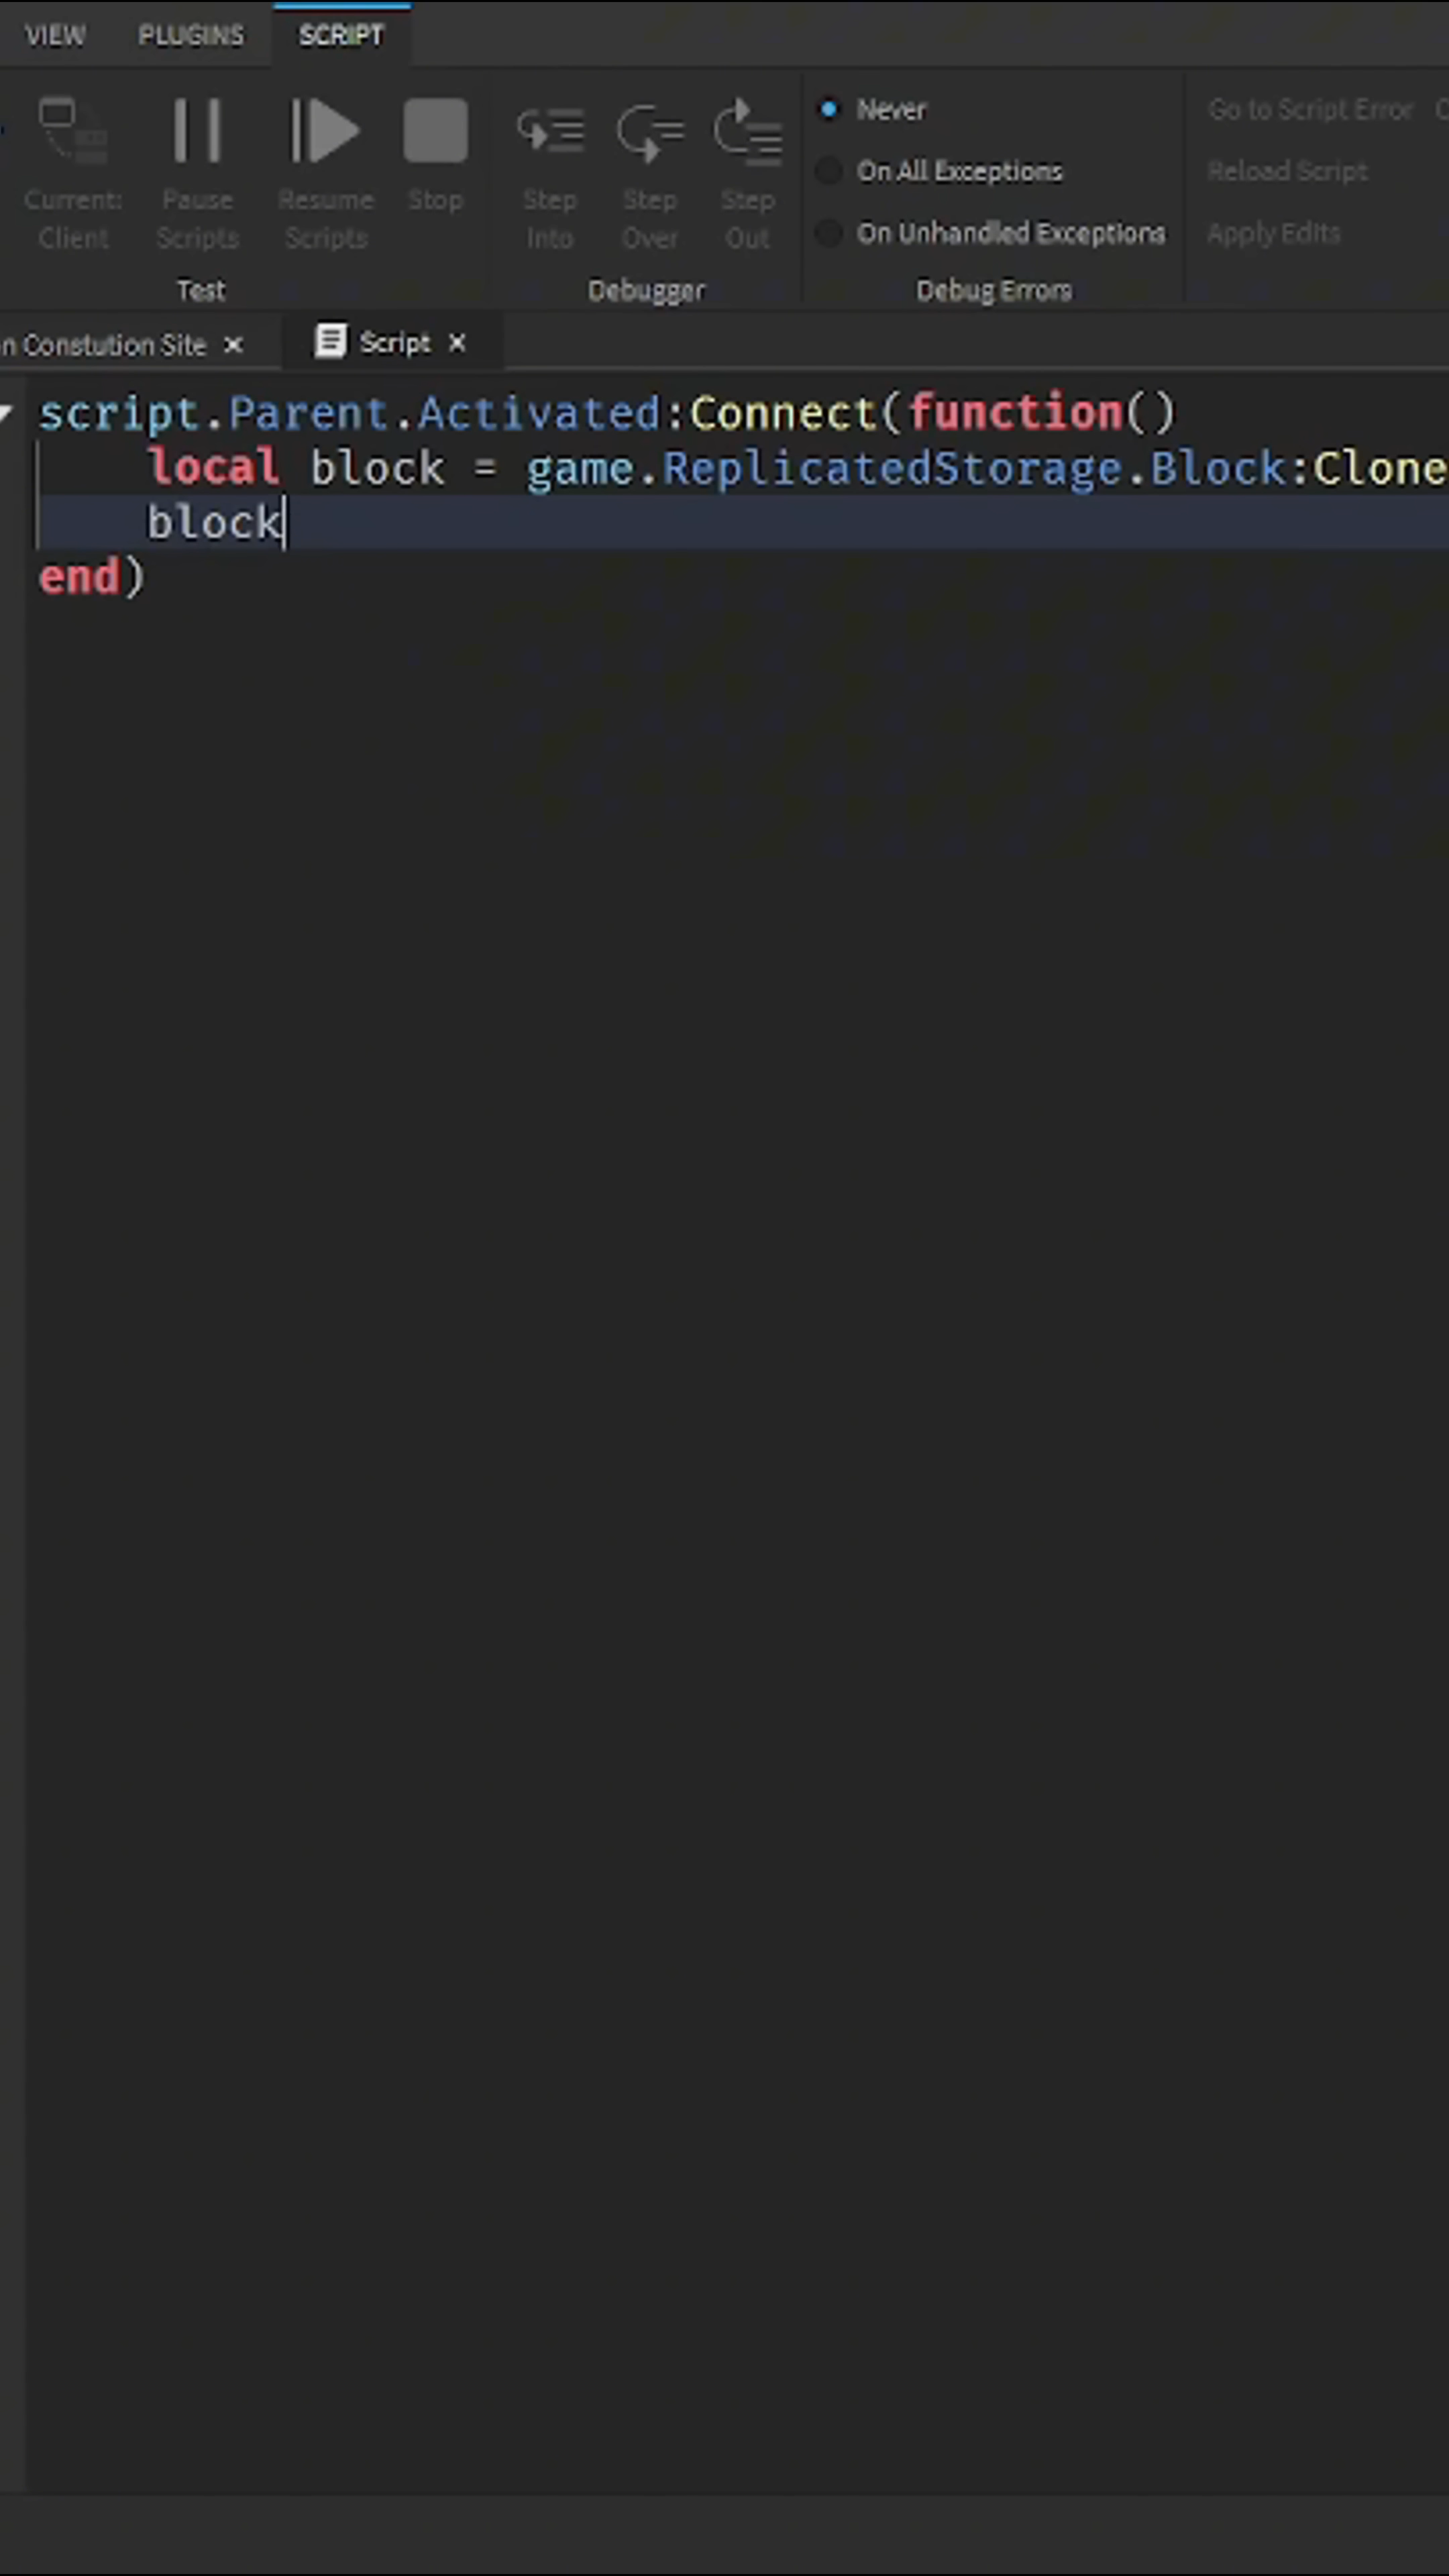 VIEW PLUGINS SCRIPT
Current: Client Pause Scripts Resume Scripts Stop Step Into Step Over Step Out
Never
On All Exceptions
On Unhandled Exceptions
Go to Script Error
Reload Script
Apply Edits
Test Debugger Debug Errors
n Constution Site × Script ×
script.Parent.Activated:Connect(function()
local block = game.ReplicatedStorage.Block:Clone
block
end)